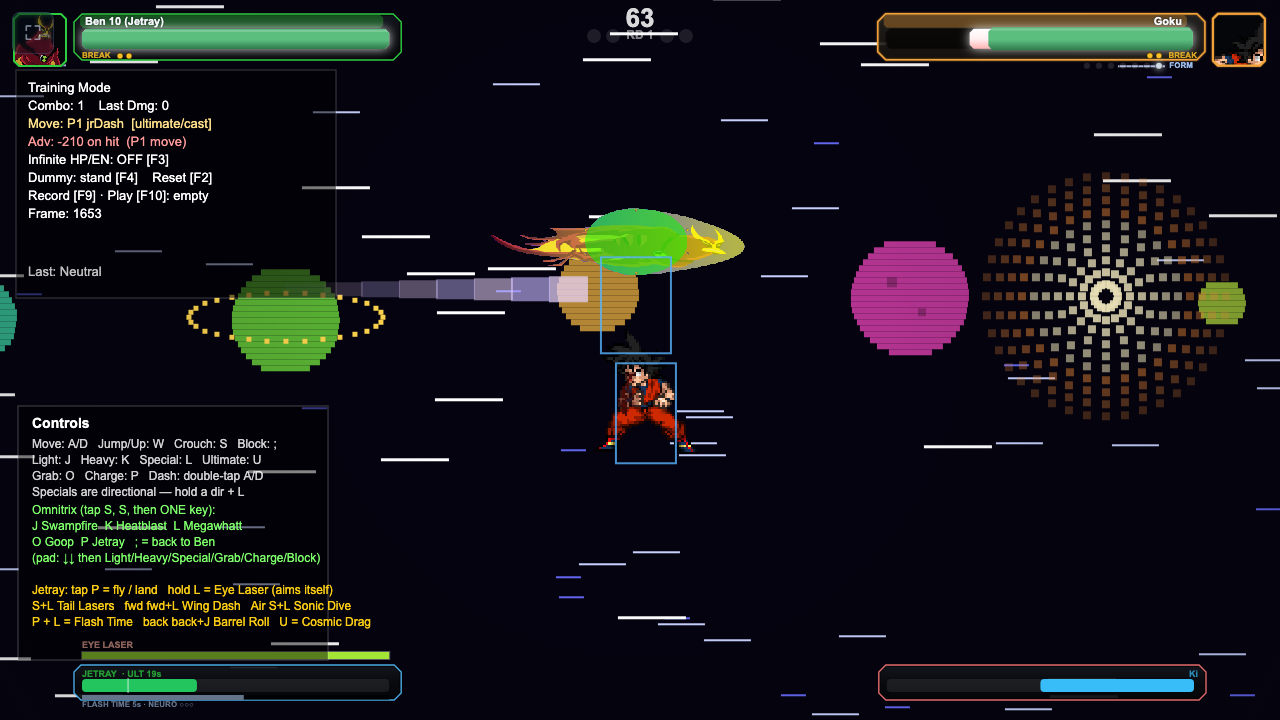 Ben 10 (Jetray)
63
Goku
BREAK
RD 1
BREAK
FORM
Training Mode
Combo: 1    Last Dmg: 0
Move: P1 jrDash  [ultimate/cast]
Adv: -210 on hit  (P1 move)
Infinite HP/EN: OFF [F3]
Dummy: stand [F4]    Reset [F2]
Record [F9] · Play [F10]: empty
Frame: 1653
Last: Neutral
Controls
Move: A/D   Jump/Up: W   Crouch: S   Block: ;
Light: J   Heavy: K   Special: L   Ultimate: U
Grab: O   Charge: P   Dash: double-tap A/D
Specials are directional — hold a dir + L
Omnitrix (tap S, S, then ONE key):
J Swampfire  K Heatblast  L Megawhatt
O Goop  P Jetray   ; = back to Ben
(pad: ↓↓ then Light/Heavy/Special/Grab/Charge/Block)
Jetray: tap P = fly / land   hold L = Eye Laser (aims itself)
S+L Tail Lasers   fwd fwd+L Wing Dash   Air S+L Sonic Dive
P + L = Flash Time   back back+J Barrel Roll   U = Cosmic Drag
EYE LASER
JETRAY · ULT 19s
Ki
FLASH TIME 5s · NEURO ○○○